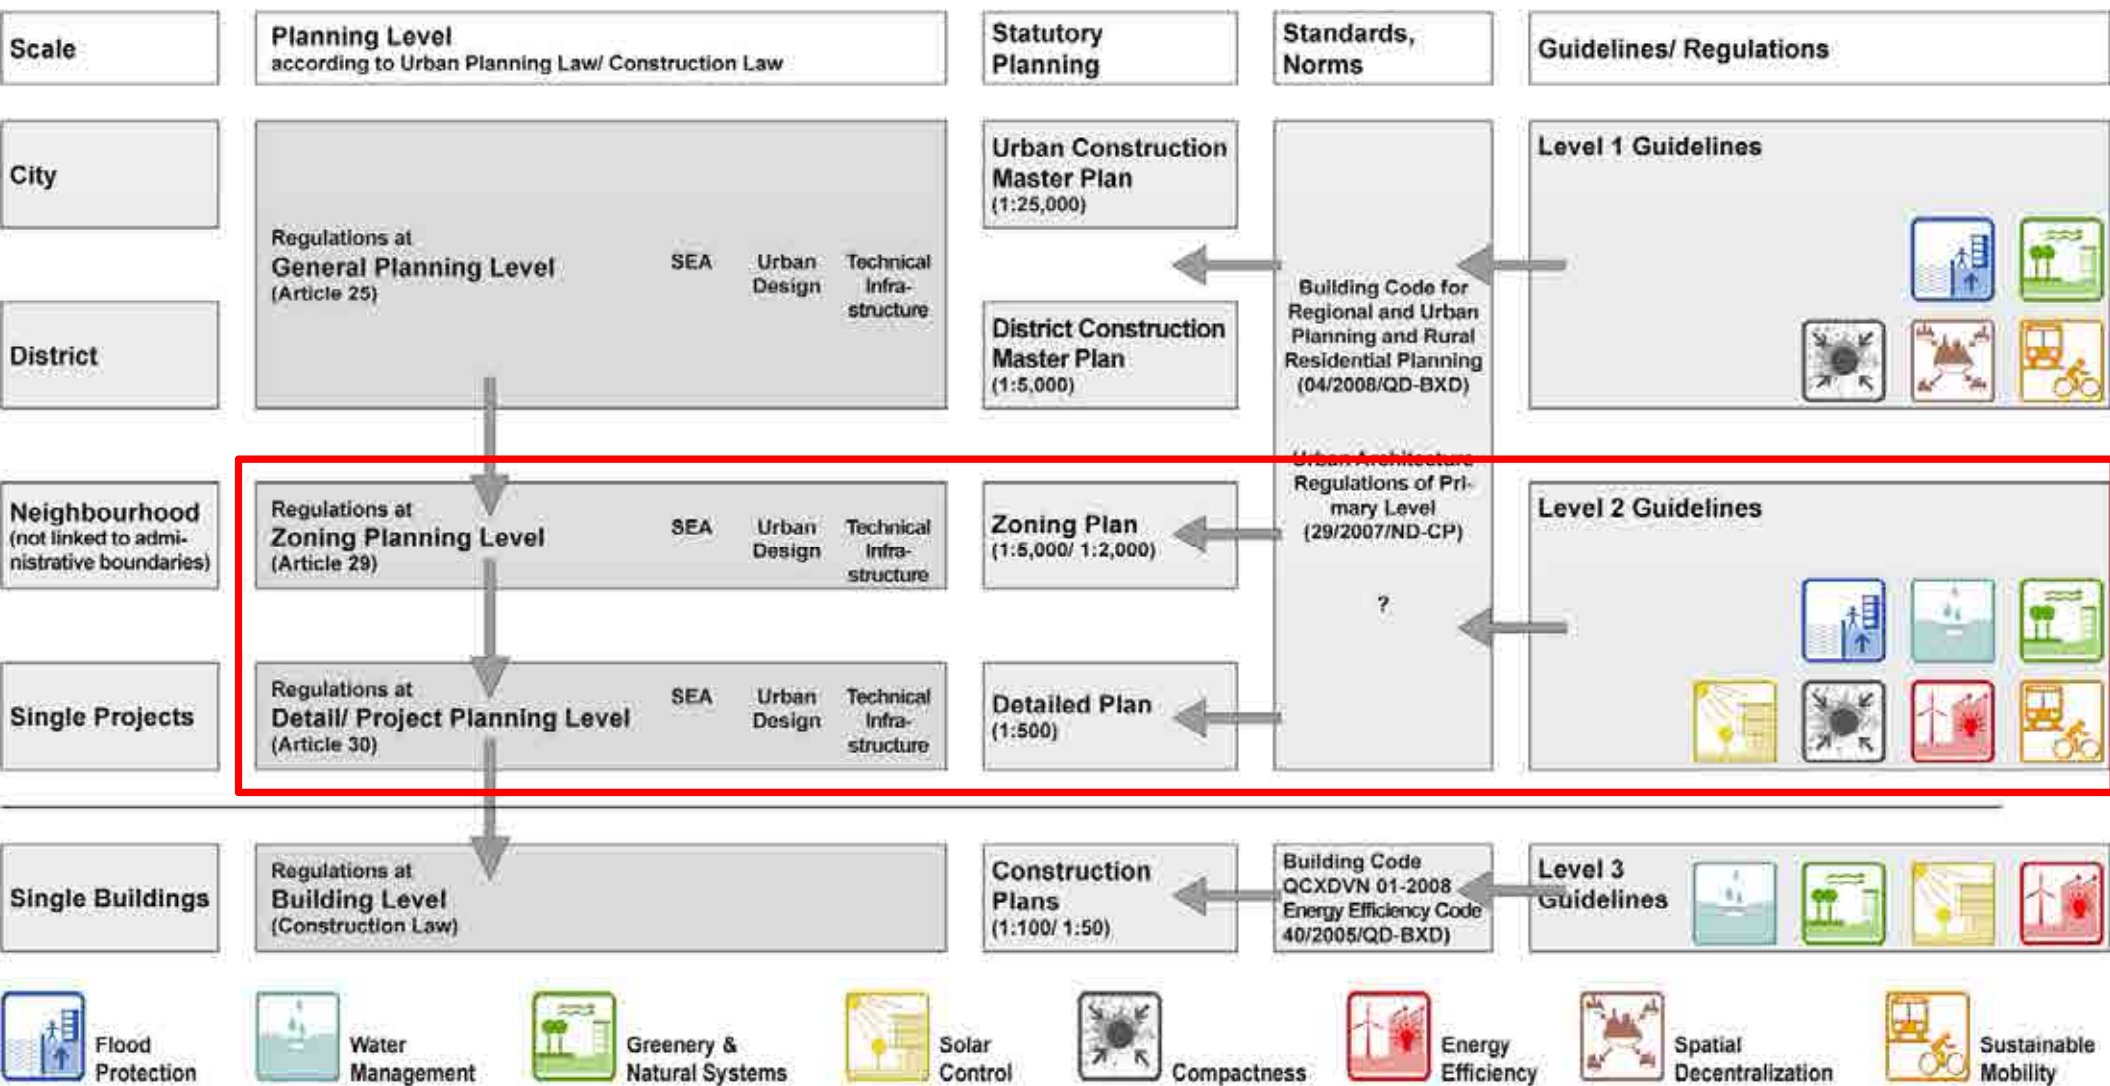 Scale
Planning Level
according to Urban Planning Law/ Construction Law
Statutory
Planning
Standards,
Norms
Guidelines/ Regulations
City
District
Regulations at
General Planning Level
(Article 25)
SEA
Urban
Design
Technical
Infra-
structure
Urban Construction
Master Plan
(1:25,000)
District Construction
Master Plan
(1:5,000)
Building Code for
Regional and Urban
Planning and Rural
Residential Planning
(04/2008/QD-BXD)
Urban Architecture
Regulations of Pri-
mary Level
(29/2007/ND-CP)
?
Level 1 Guidelines
Neighbourhood
(not linked to admi-
nistrative boundaries)
Regulations at
Zoning Planning Level
(Article 29)
SEA
Urban
Design
Technical
Infra-
structure
Zoning Plan
(1:5,000/ 1:2,000)
Level 2 Guidelines
Single Projects
Regulations at
Detail/ Project Planning Level
(Article 30)
SEA
Urban
Design
Technical
Infra-
structure
Detailed Plan
(1:500)
Single Buildings
Regulations at
Building Level
(Construction Law)
Construction
Plans
(1:100/ 1:50)
Building Code
QCXDVN 01-2008
Energy Efficiency Code
40/2005/QD-BXD)
Level 3
Guidelines
Flood
Protection
Water
Management
Greenery &
Natural Systems
Solar
Control
Compactness
Energy
Efficiency
Spatial
Decentralization
Sustainable
Mobility